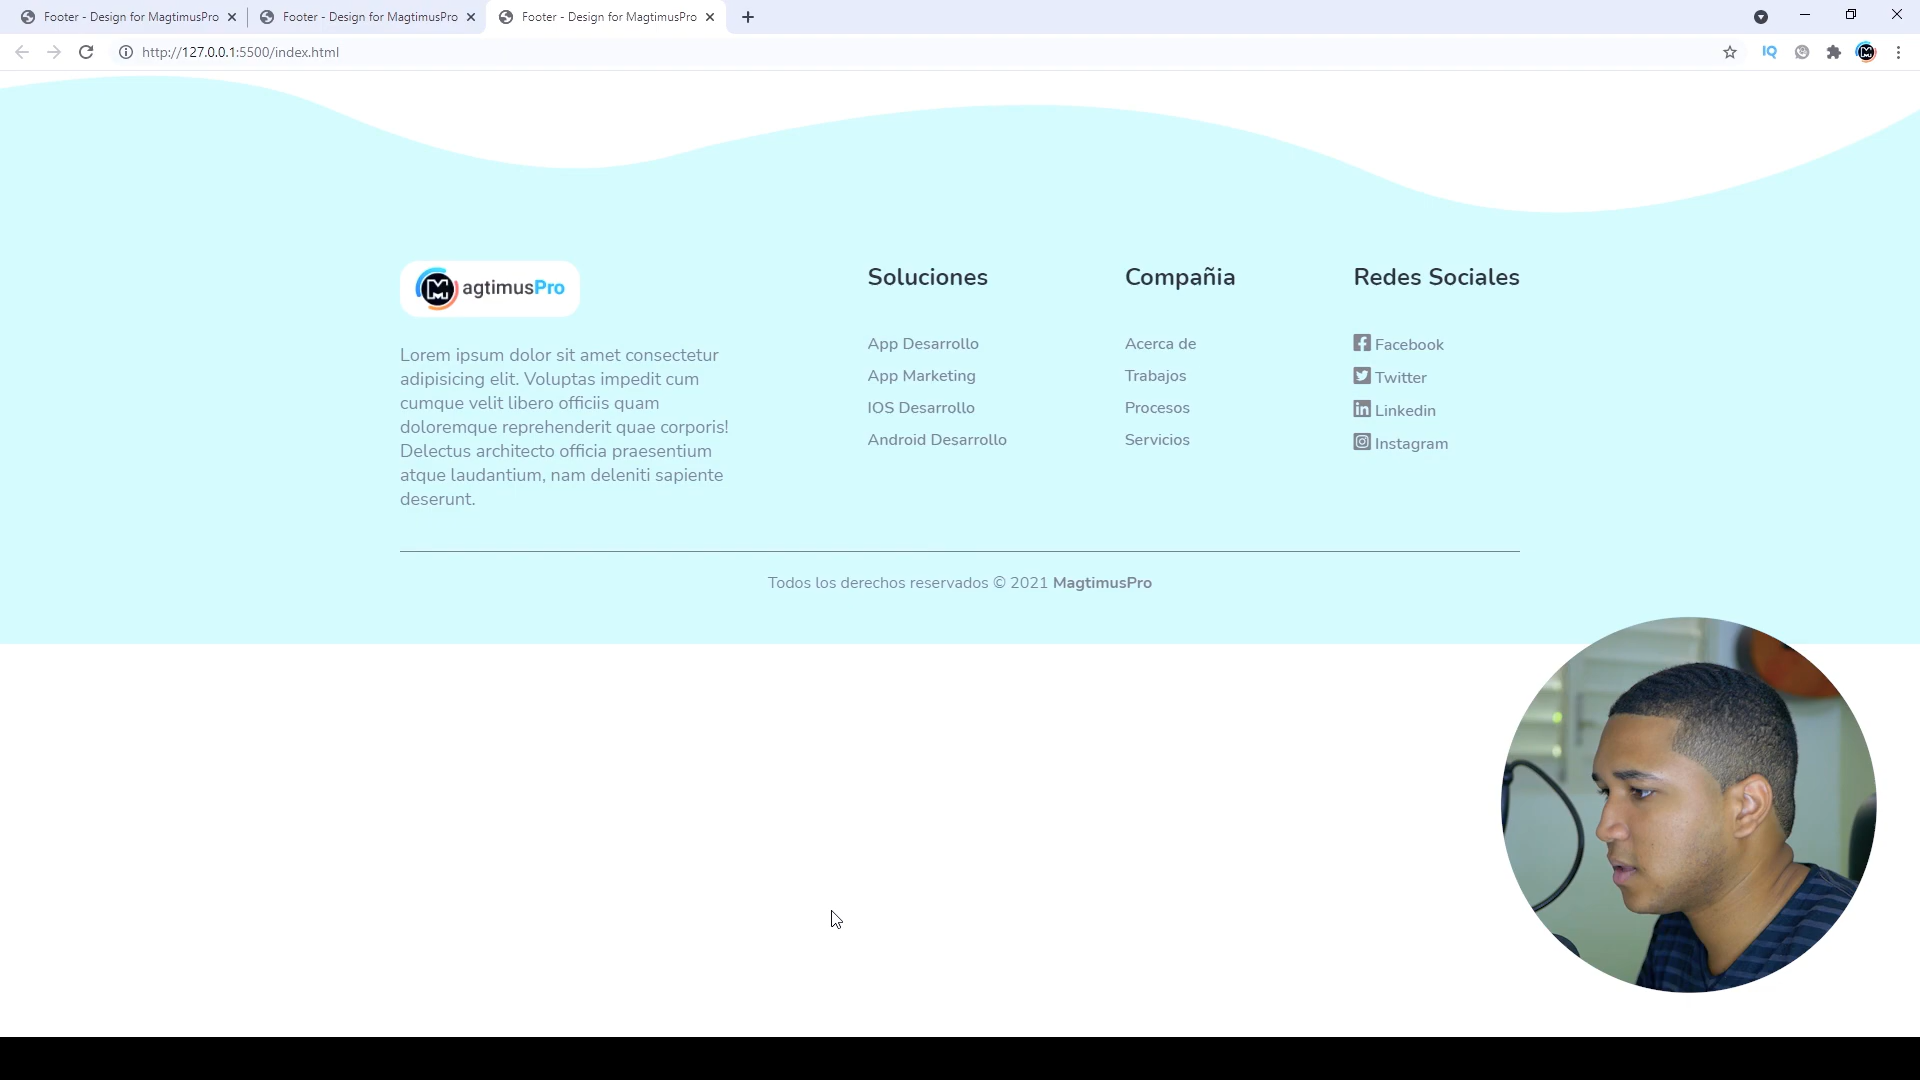 Footer - Design for MagtimusPro
Footer - Design for MagtimusPro
Footer - Design for MagtimusPro
http://127.0.0.1:5500/index.html
IQ
M agtimusPro
Lorem ipsum dolor sit amet consectetur
adipisicing elit. Voluptas impedit cum
cumque velit libero officiis quam
doloremque reprehenderit quae corporis!
Delectus architecto officia praesentium
atque laudantium, nam deleniti sapiente
deserunt.
Soluciones
App Desarrollo
App Marketing
IOS Desarrollo
Android Desarrollo
Compañia
Acerca de
Trabajos
Procesos
Servicios
Redes Sociales
Facebook
Twitter
Linkedin
Instagram
Todos los derechos reservados © 2021 MagtimusPro